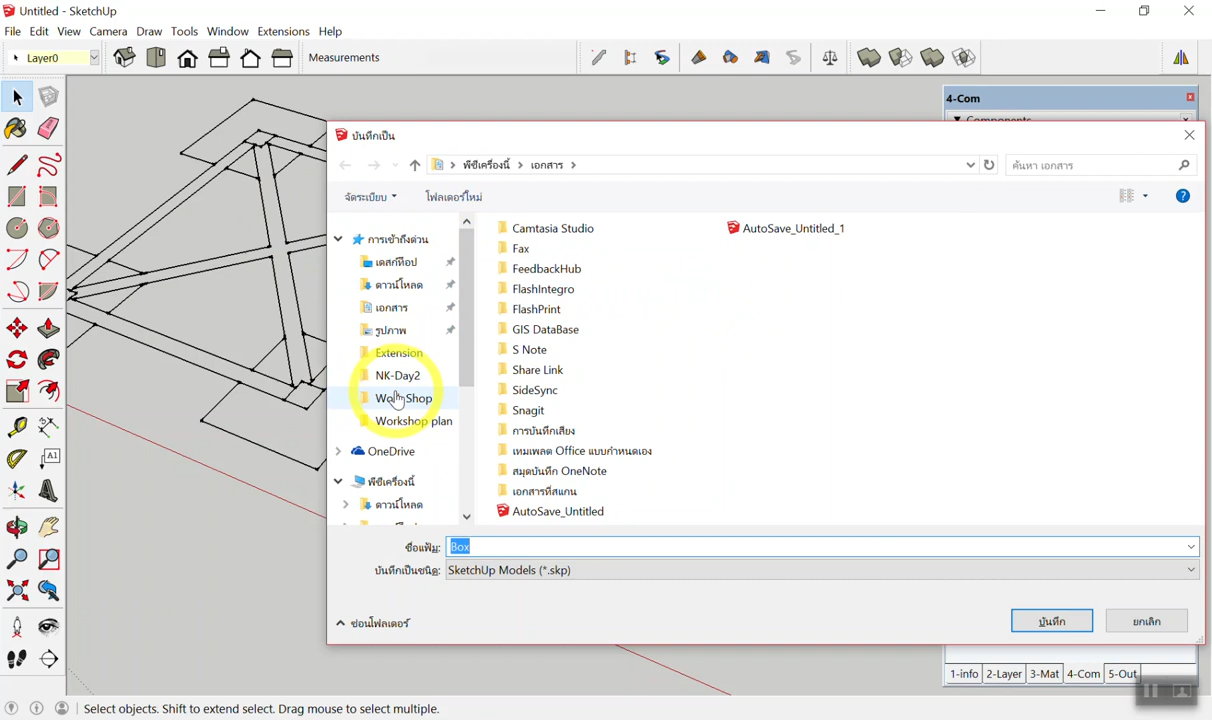 Untitled - SketchUp
File Edit View Camera Draw Tools Window Extensions Help
Layer0
Measurements
4-Com
Components
บันทึกเป็น
พีซีเครื่องนี้
เอกสาร
ค้นหา เอกสาร
จัดระเบียบ
โฟลเดอร์ใหม่
การเข้าถึงด่วน
เดสก์ท็อป
ดาวน์โหลด
เอกสาร
รูปภาพ
Extension
NK-Day2
WorkShop
Workshop plan
OneDrive
พีซีเครื่องนี้
ดาวน์โหลด
Camtasia Studio
Fax
FeedbackHub
FlashIntegro
FlashPrint
GIS DataBase
S Note
Share Link
SideSync
Snagit
การบันทึกเสียง
เทมเพลต Office แบบกำหนดเอง
สมุดบันทึก OneNote
เอกสารที่สแกน
AutoSave_Untitled
AutoSave_Untitled_1
ชื่อแฟ้ม: Box
บันทึกเป็นชนิด: SketchUp Models (*.skp)
ซ่อนโฟลเดอร์
บันทึก
ยกเลิก
A1
1-info 2-Layer 3-Mat 4-Com 5-Out
Select objects. Shift to extend select. Drag mouse to select multiple.